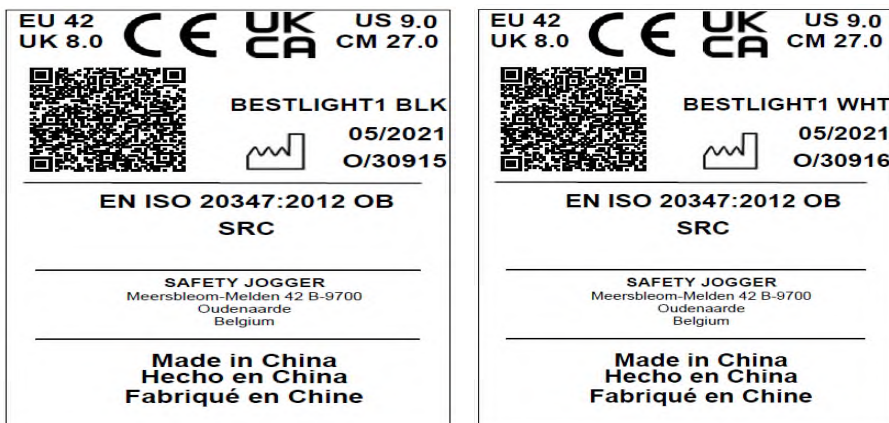 EU 42
UK 8.0
CE
UK
CA
US 9.0
CM 27.0
BESTLIGHT1 BLK
05/2021
O/30915
EN ISO 20347:2012 OB
SRC
SAFETY JOGGER
Meersbleom-Melden 42 B-9700
Oudenaarde
Belgium
Made in China
Hecho en China
Fabriqué en Chine
EU 42
UK 8.0
CE
UK
CA
US 9.0
CM 27.0
BESTLIGHT1 WHT
05/2021
O/30916
EN ISO 20347:2012 OB
SRC
SAFETY JOGGER
Meersbleom-Melden 42 B-9700
Oudenaarde
Belgium
Made in China
Hecho en China
Fabriqué en Chine